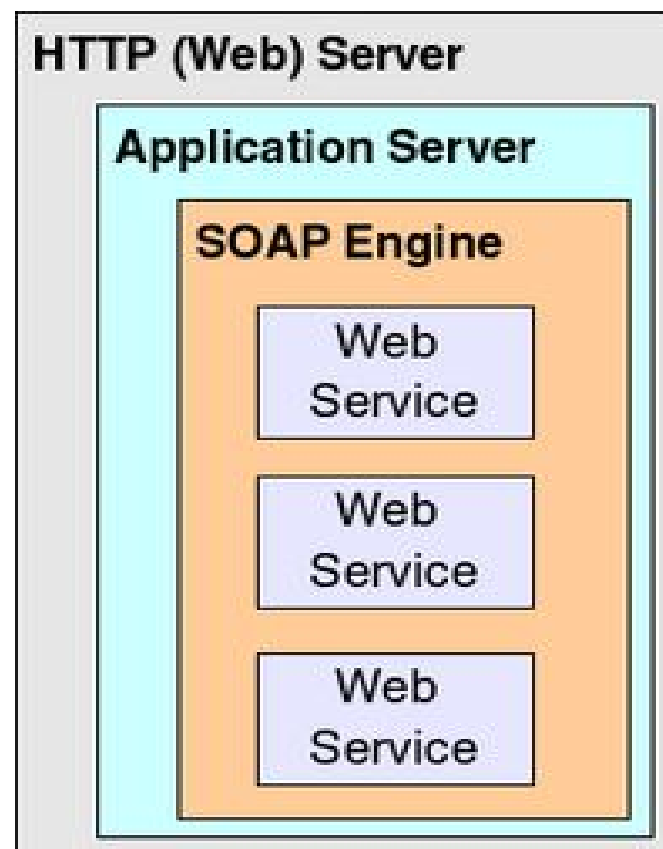 HTTP (Web) Server
Application Server
SOAP Engine
Web
Service
Web
Service
Web
Service